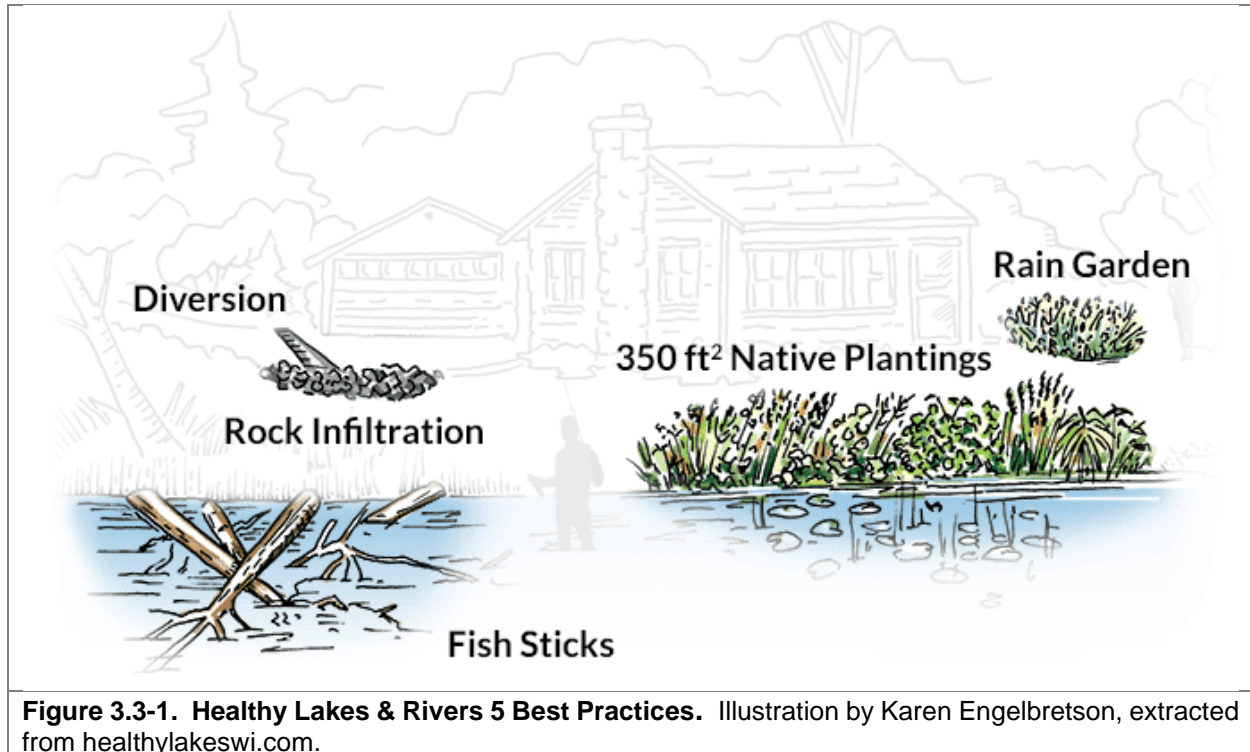 Rain Garden
Diversion
350 ft² Native Plantings
Rock Infiltration
Fish Sticks
Figure 3.3-1. Healthy Lakes & Rivers 5 Best Practices. Illustration by Karen Engelbretson, extracted
from healthylakeswi.com.